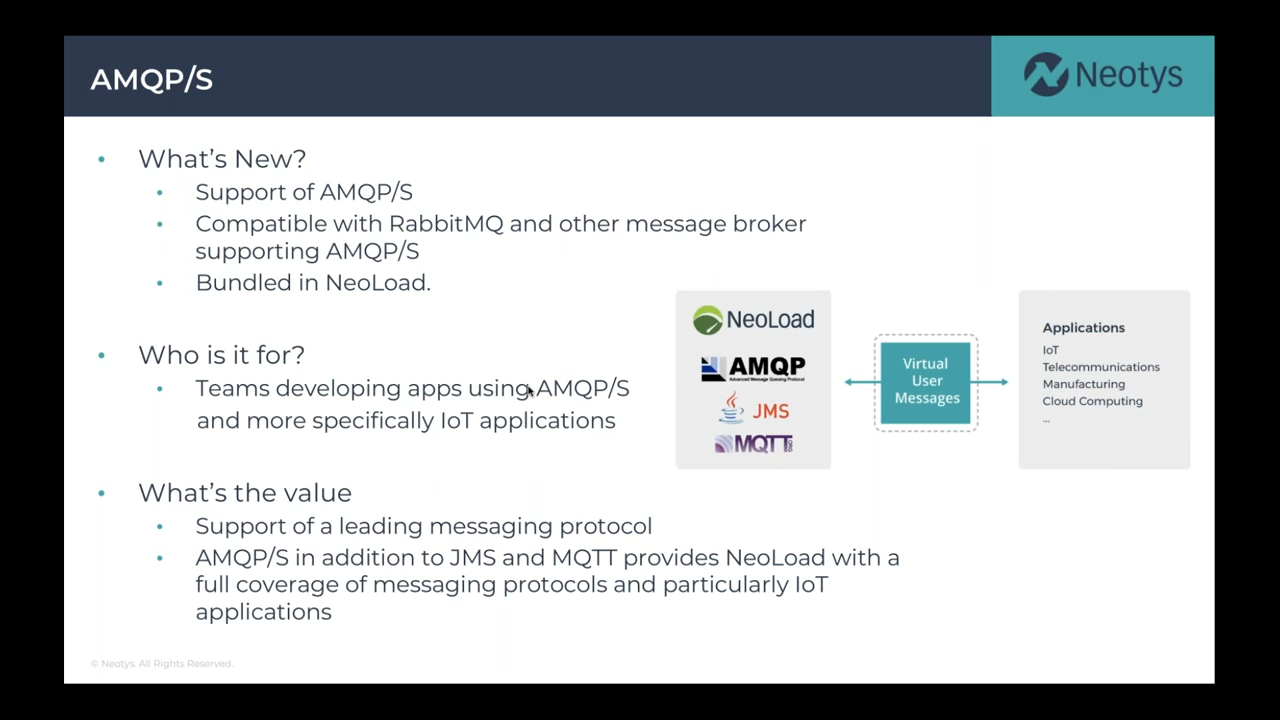 AMQP/S
Neotys
What's New?
Support of AMQP/S
Compatible with RabbitMQ and other message broker
supporting AMQP/S
Bundled in NeoLoad.
Who is it for?
Teams developing apps using AMQP/S
and more specifically IoT applications
What's the value
Support of a leading messaging protocol
AMQP/S in addition to JMS and MQTT provides NeoLoad with a
full coverage of messaging protocols and particularly IoT
applications
NeoLoad
AMQP
Advanced Message Queuing Protocol
JMS
MQTT
Virtual
User
Messages
Applications
IoT
Telecommunications
Manufacturing
Cloud Computing
...
© Neotys. All Rights Reserved.